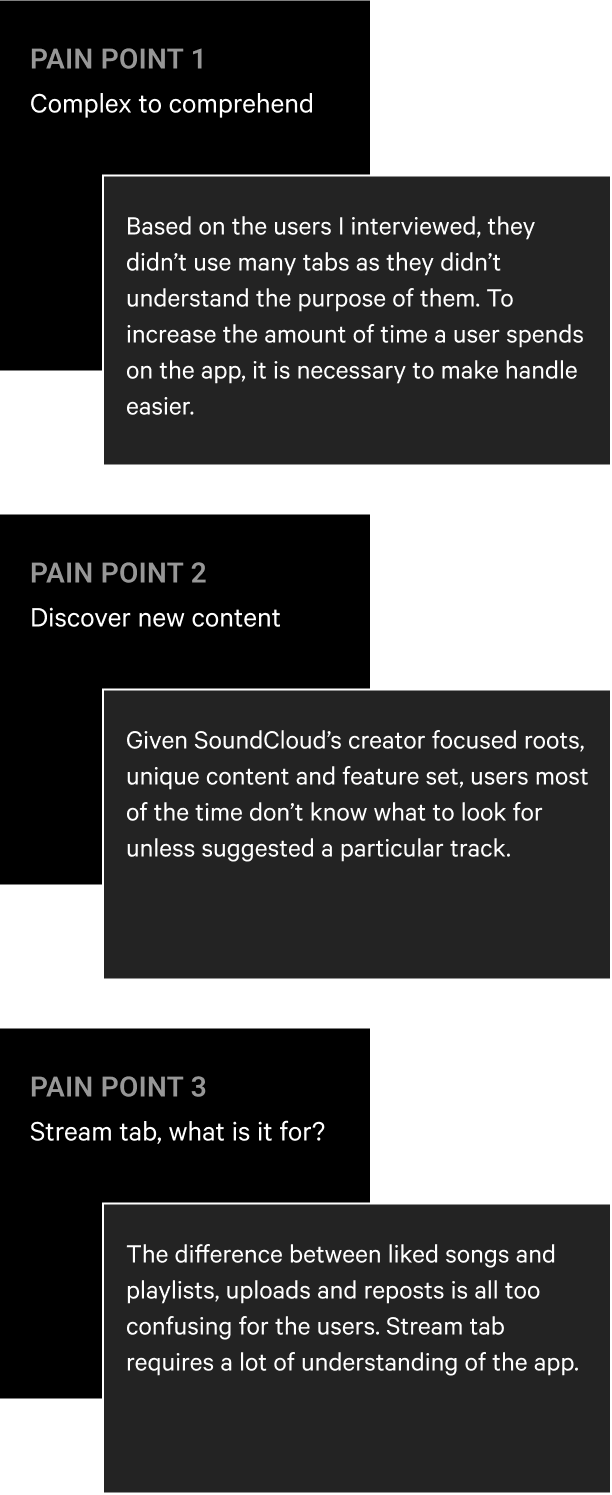 PAIN POINT 1
Complex to comprehend
Based on the users I interviewed, they
didn’t use many tabs as they didn’t
understand the purpose of them. To
increase the amount of time a user spends
on the app, it is necessary to make handle
easier.
PAIN POINT 2
Discover new content
Given SoundCloud’s creator focused roots,
unique content and feature set, users most
of the time don’t know what to look for
unless suggested a particular track.
PAIN POINT 3
Stream tab, what is it for?
The difference between liked songs and
playlists, uploads and reposts is all too
confusing for the users. Stream tab
requires a lot of understanding of the app.